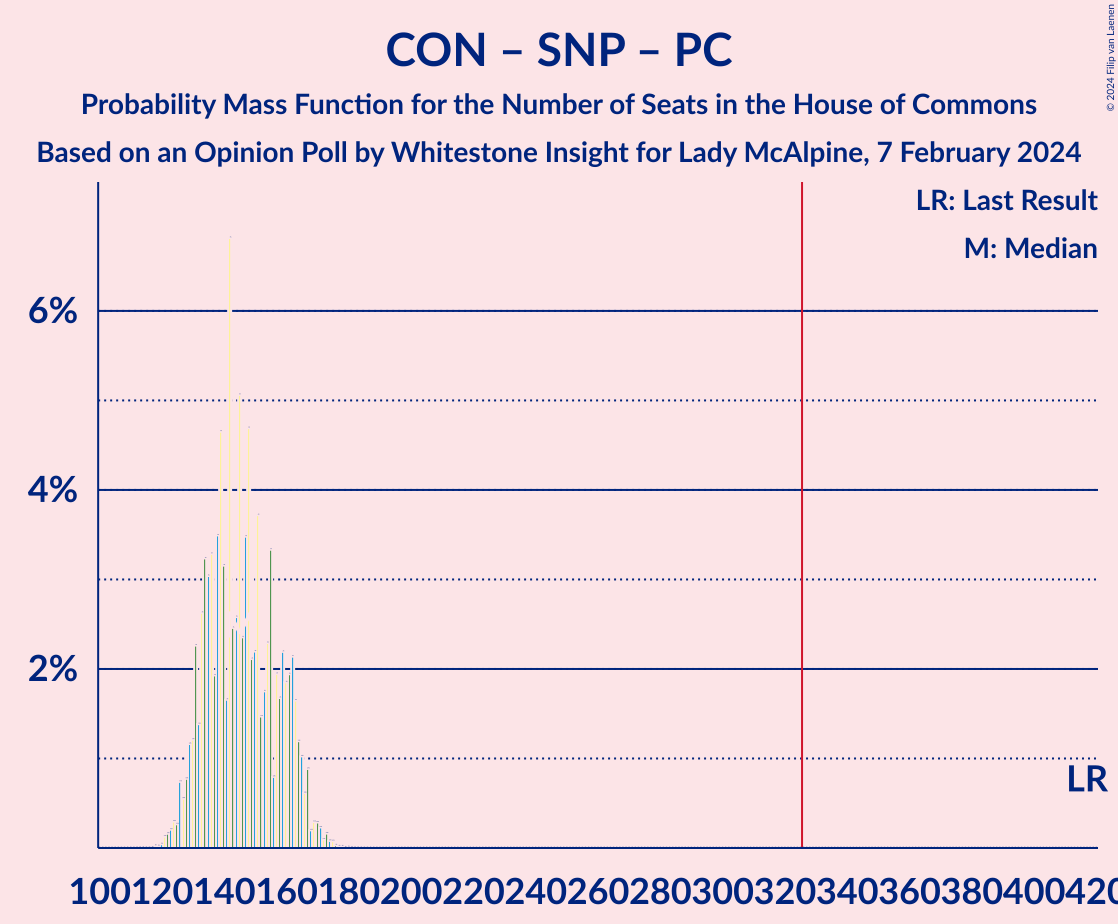 CON – SNP – PC
Probability Mass Function for the Number of Seats in the House of Commons
Based on an Opinion Poll by Whitestone Insight for Lady McAlpine, 7 February 2024
© 2024 Filip van Laenen
LR: Last Result
M: Median
6%
4%
2%
LR
100 120 140 160 180 200 220 240 260 280 300 320 340 360 380 400 420